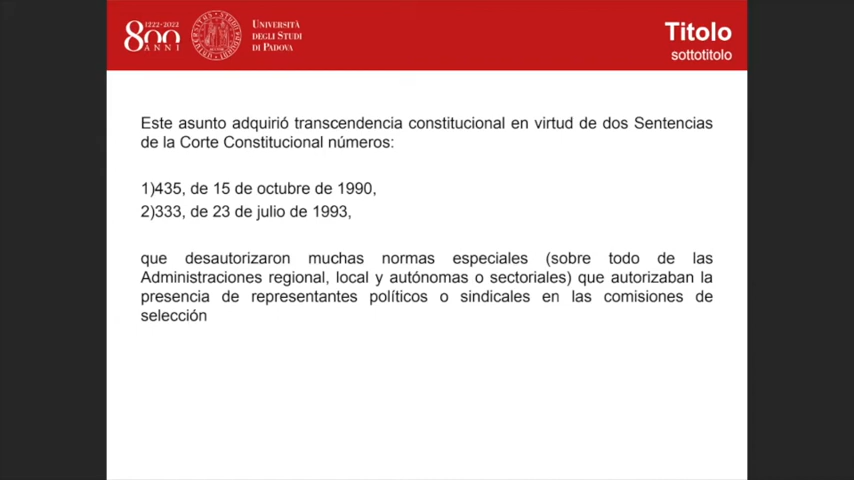 1222·2022
800
ANNI
UNIVERSITÀ
DEGLI STUDI
DI PADOVA
Titolo
sottotitolo
Este asunto adquirió transcendencia constitucional en virtud de dos Sentencias
de la Corte Constitucional números:
1)435, de 15 de octubre de 1990,
2)333, de 23 de julio de 1993,
que desautorizaron muchas normas especiales (sobre todo de las
Administraciones regional, local y autónomas o sectoriales) que autorizaban la
presencia de representantes políticos o sindicales en las comisiones de
selección